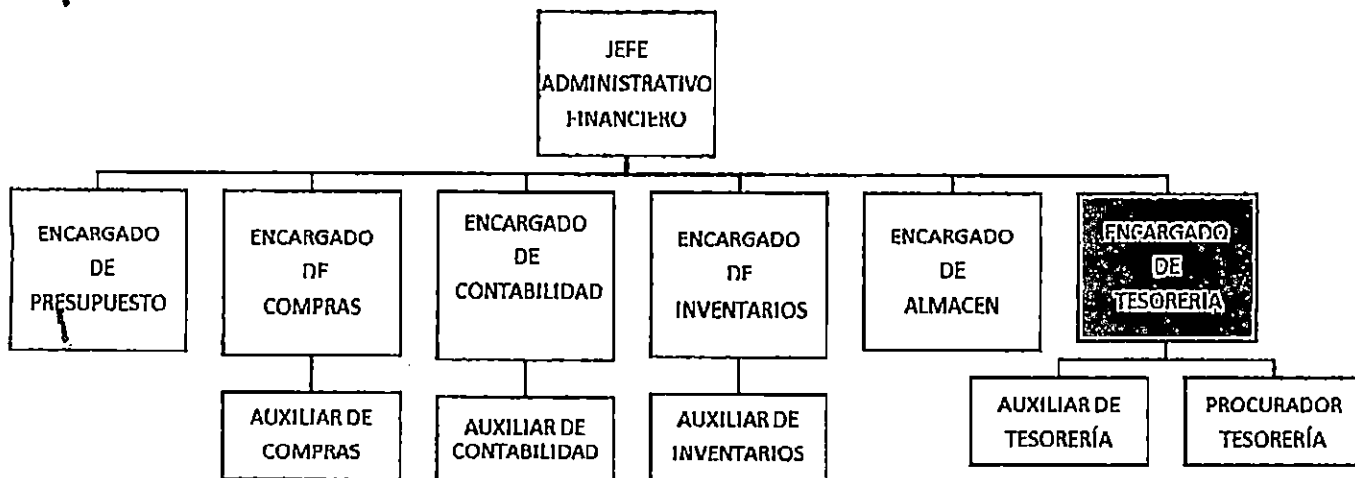 JEFE
ADMINISTRATIVO
FINANCIERO
ENCARGADO
DE
PRESUPUESTO
ENCARGADO
DE
COMPRAS
ENCARGADO
DE
CONTABILIDAD
ENCARGADO
DE
INVENTARIOS
ENCARGADO
DE
ALMACEN
ENCARGADO
DE
TESORERÍA
AUXILIAR DE
COMPRAS
AUXILIAR DE
CONTABILIDAD
AUXILIAR DE
INVENTARIOS
AUXILIAR DE
TESORERÍA
PROCURADOR
TESORERÍA